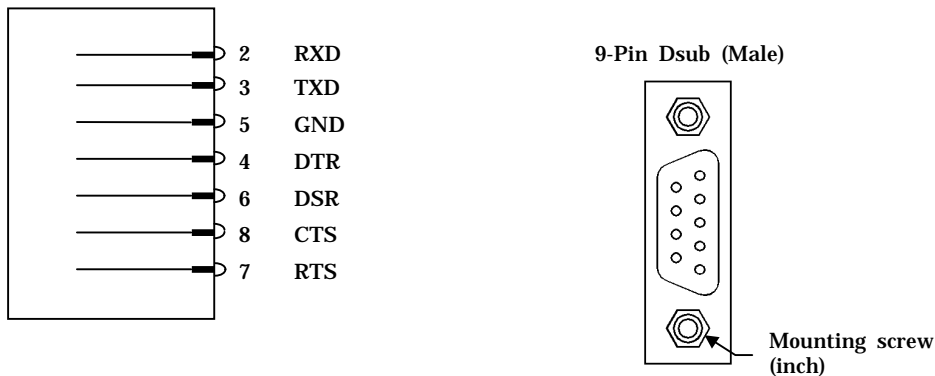 2 RXD
3 TXD
5 GND
4 DTR
6 DSR
8 CTS
7 RTS
9-Pin Dsub (Male)
Mounting screw
(inch)